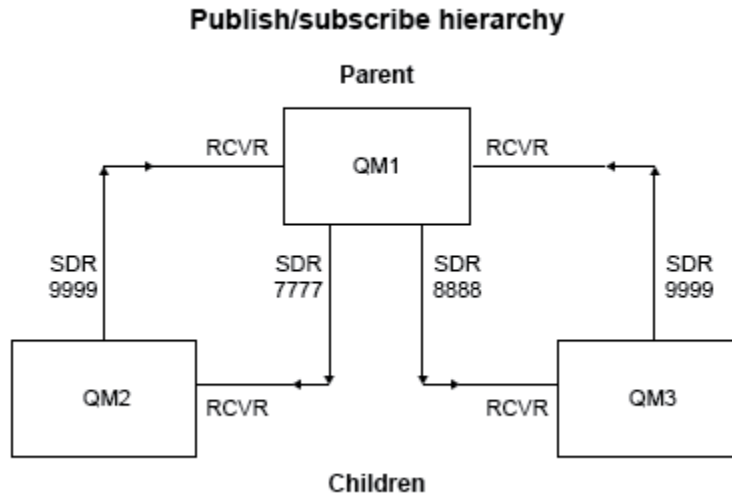 Publish/subscribe hierarchy
Parent
RCVR
QM1
RCVR
SDR
9999
SDR
7777
SDR
8888
SDR
9999
QM2
RCVR
RCVR
QM3
Children